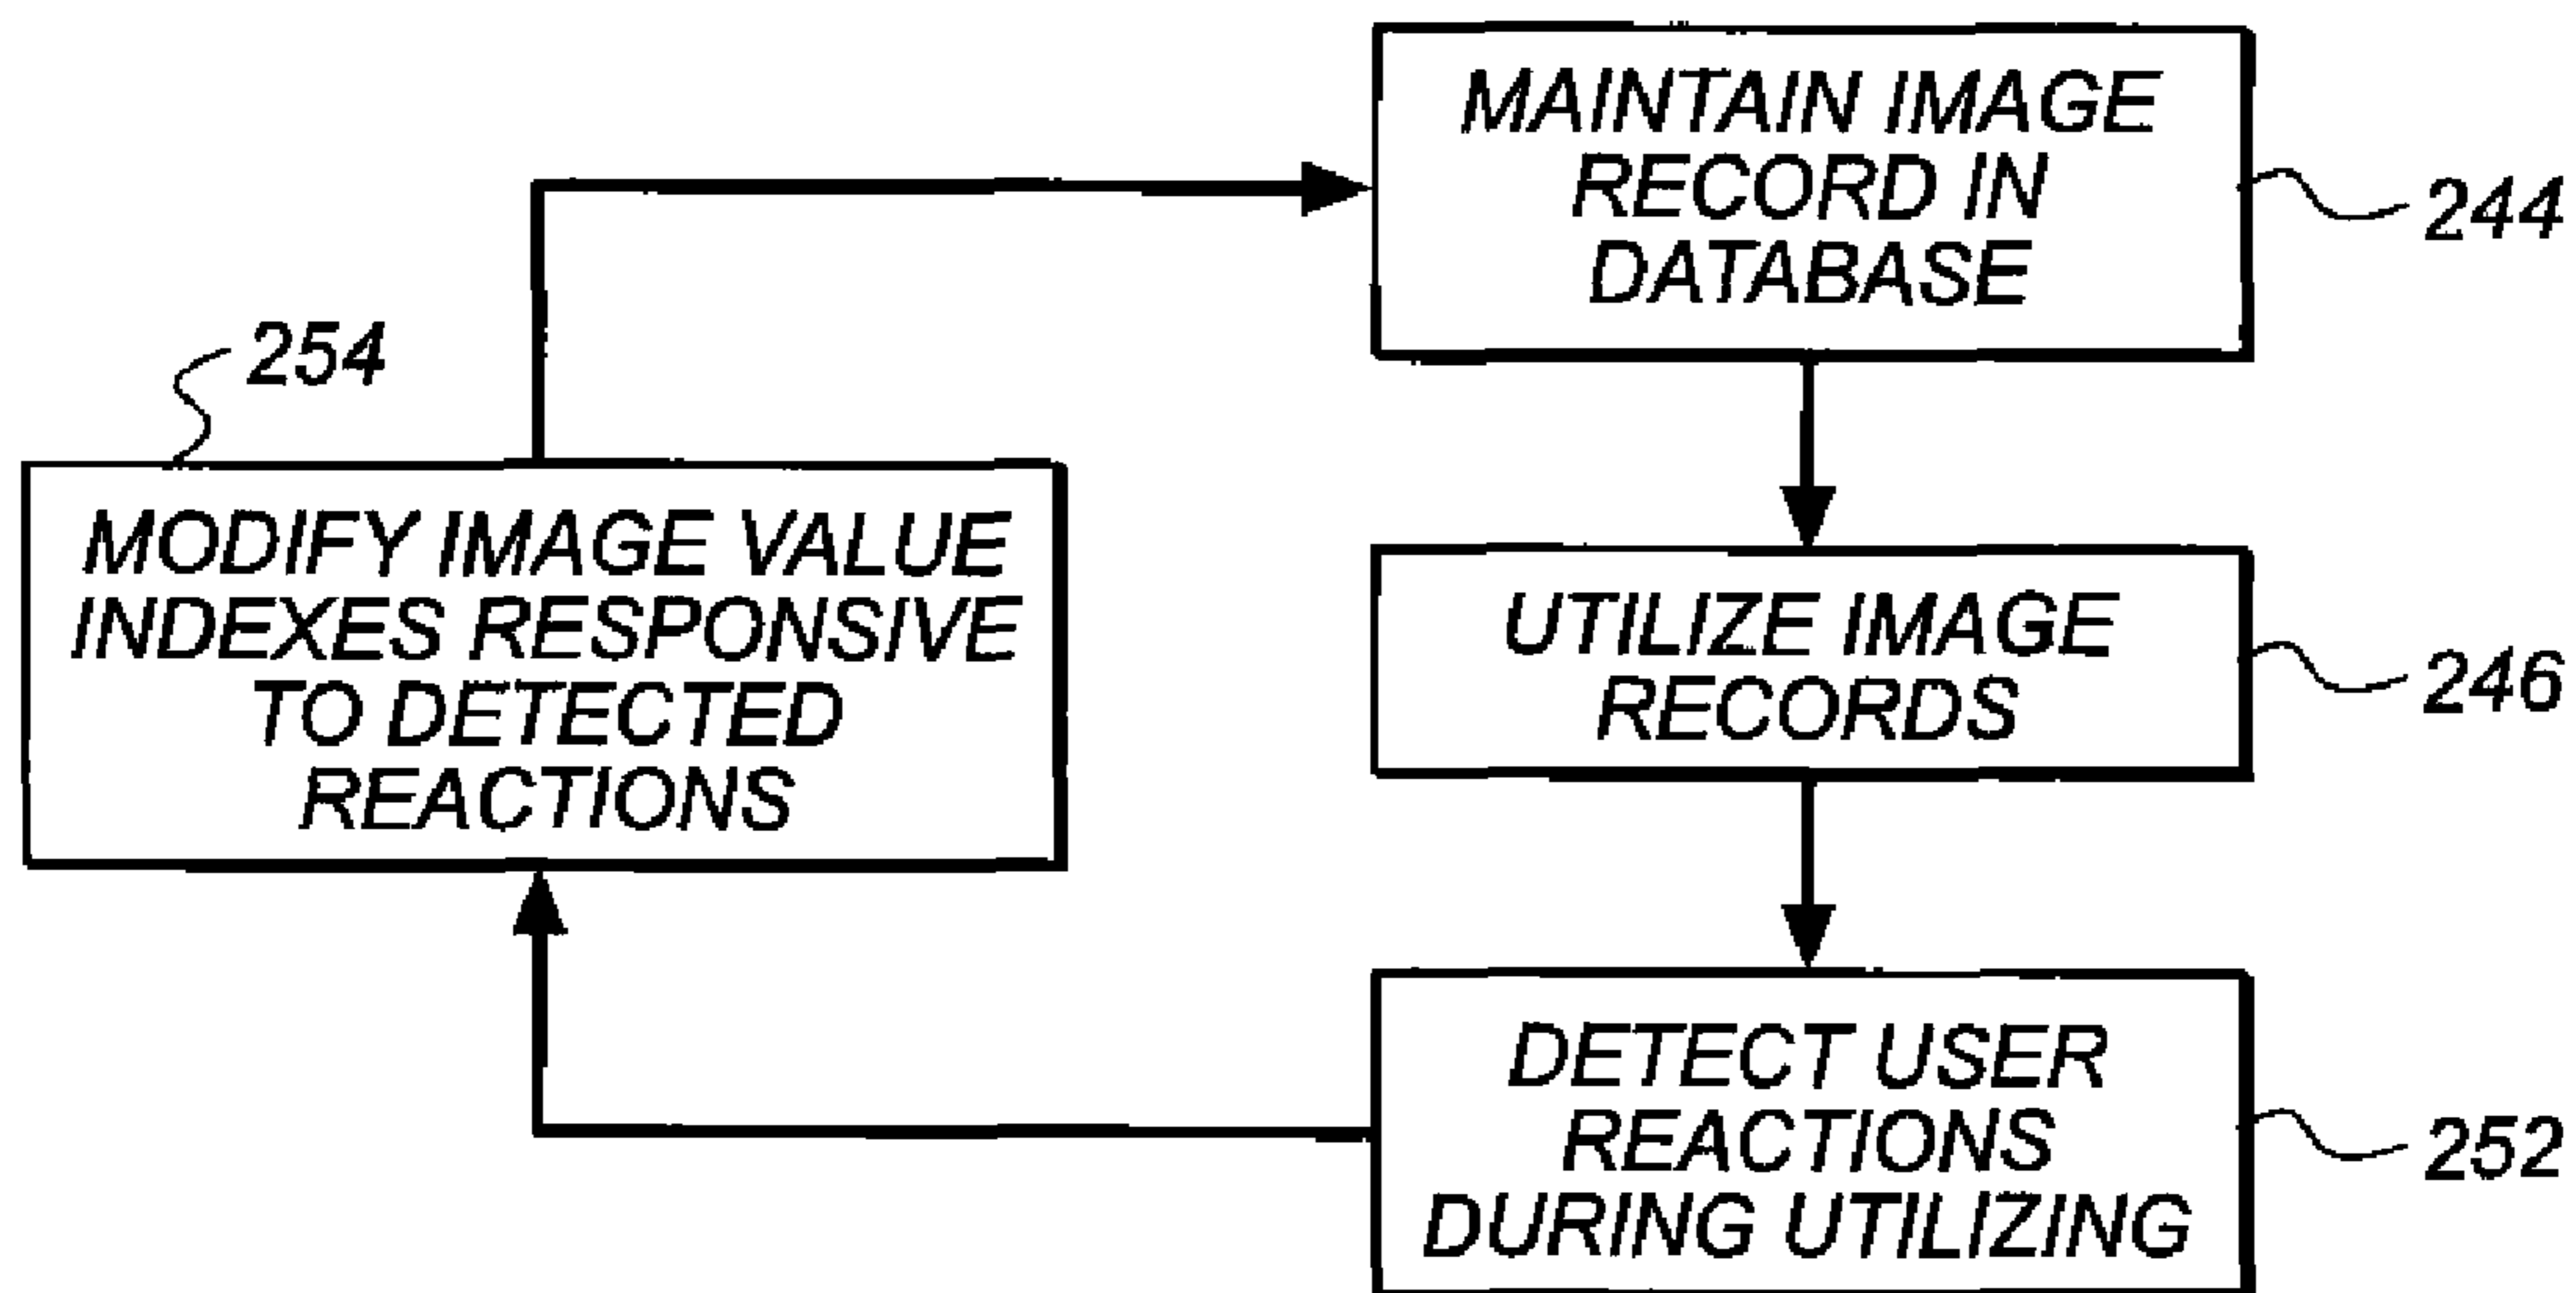 MAINTAIN IMAGE
RECORD IN
DATABASE
244
254
MODIFY IMAGE VALUE
INDEXES RESPONSIVE
TO DETECTED
REACTIONS
UTILIZE IMAGE
RECORDS
246
DETECT USER
REACTIONS
DURING UTILIZING
252